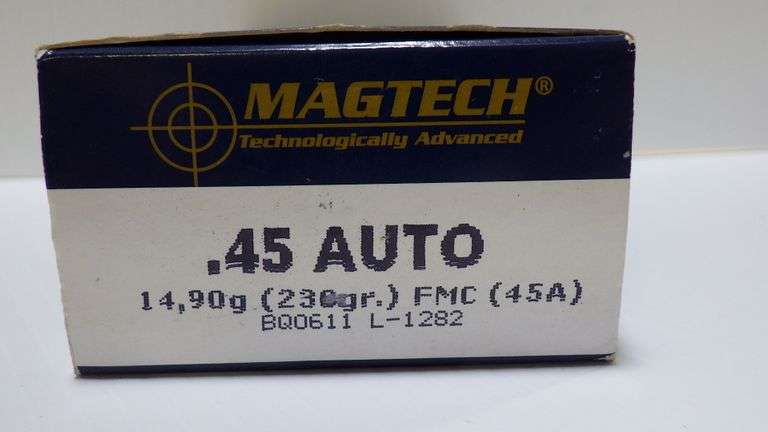 MAGTECH®
Technologically Advanced
.45 AUTO
14,90g (230gr.) FMC (45A)
BQ0611 L-1282